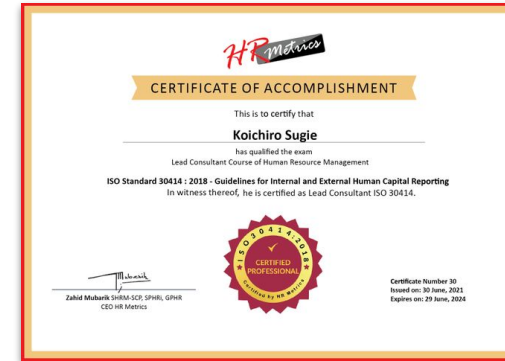 HR metrics
CERTIFICATE OF ACCOMPLISHMENT
This is to certify that
Koichiro Sugie
has qualified the exam
Lead Consultant Course of Human Resource Management
ISO Standard 30414 : 2018 - Guidelines for Internal and External Human Capital Reporting
In witness thereof, he is certified as Lead Consultant ISO 30414.
ISO30414:2018
CERTIFIED
PROFESSIONAL
Certified by HR Metrics
Mubarik
Zahid Mubarik SHRM-SCP, SPHRi, GPHR
CEO HR Metrics
Certificate Number 30
Issued on: 30 June, 2021
Expires on: 29 June, 2024